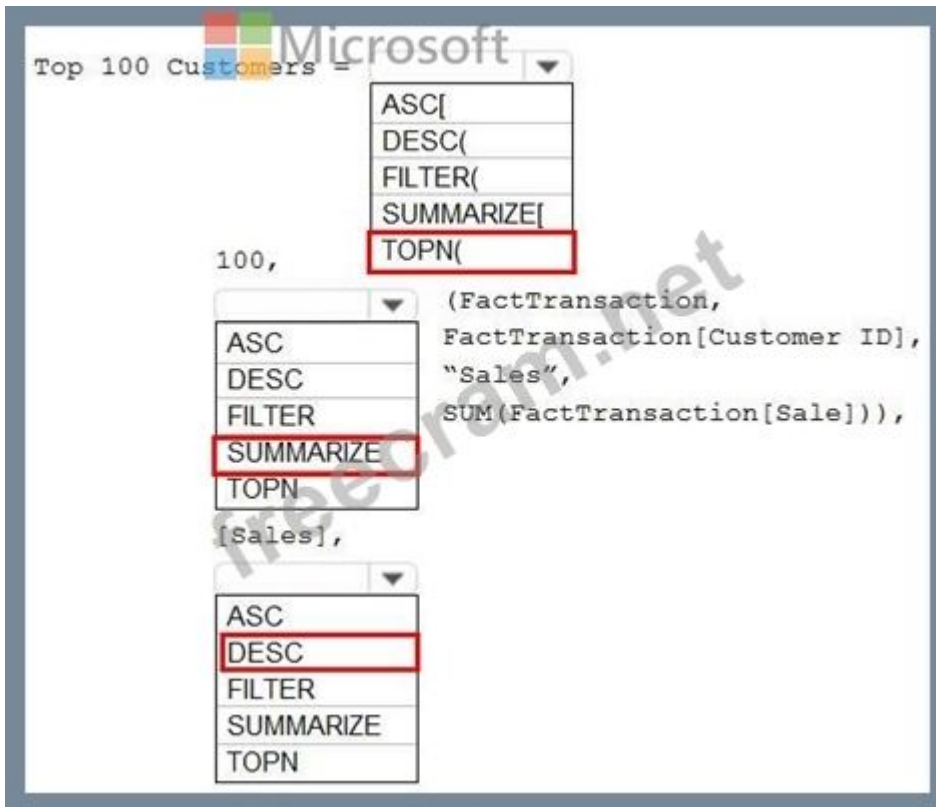 Microsoft
Top 100 Customers =
ASC[
DESC(
FILTER(
SUMMARIZE[
TOPN(
100,
(FactTransaction,
FactTransaction[Customer ID],
“Sales”,
SUM(FactTransaction[Sale])),
ASC
DESC
FILTER
SUMMARIZE
TOPN
[Sales],
ASC
DESC
FILTER
SUMMARIZE
TOPN
freecram.net